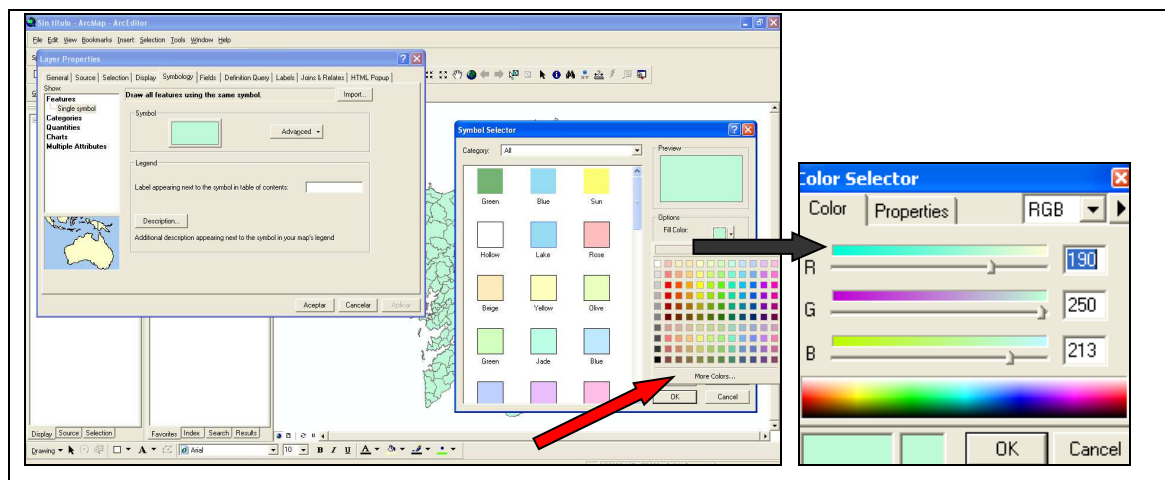 Sin título - ArcMap - ArcEditor
File Edit View Bookmarks Insert Selection Tools Window Help
Layer Properties
General Source Selection Display Symbology Fields Definition Query Labels Joins & Relates HTML Popup
Show:
Features
Single symbol
Categories
Quantities
Charts
Multiple Attributes
Draw all features using the same symbol.
Import...
Symbol
Advanced
Legend
Label appearing next to the symbol in table of contents:
Description...
Additional description appearing next to the symbol in your map's legend
Aceptar Cancelar Aplicar
Symbol Selector
Category: All
Green Blue Sun
Hollow Lake Rose
Beige Yellow Olive
Green Jade Blue
Preview
Options
Fill Color:
More Colors...
OK Cancel
Display Source Selection
Favorites Index Search Results
Drawing A Arial 10 B I U A
Color Selector
Color Properties RGB
R 190
G 250
B 213
OK Cancel